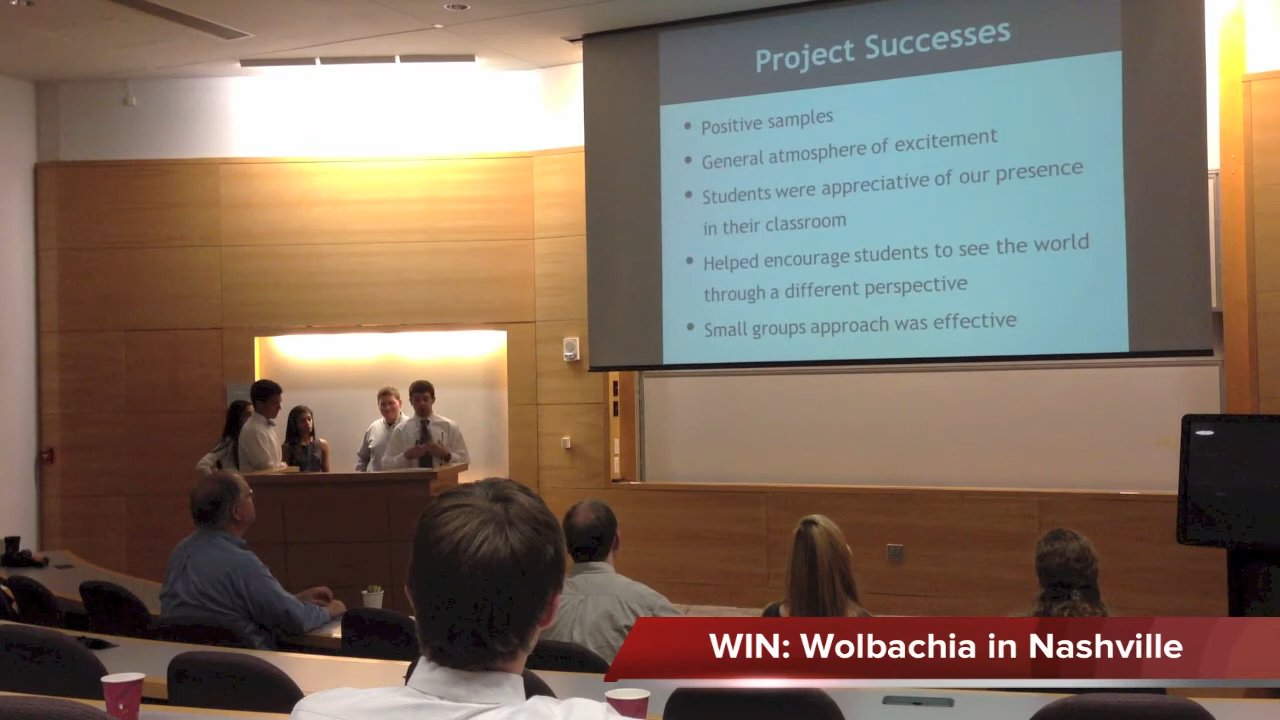 Project Successes
• Positive samples
• General atmosphere of excitement
• Students were appreciative of our presence
in their classroom
• Helped encourage students to see the world
through a different perspective
• Small groups approach was effective
WIN: Wolbachia in Nashville